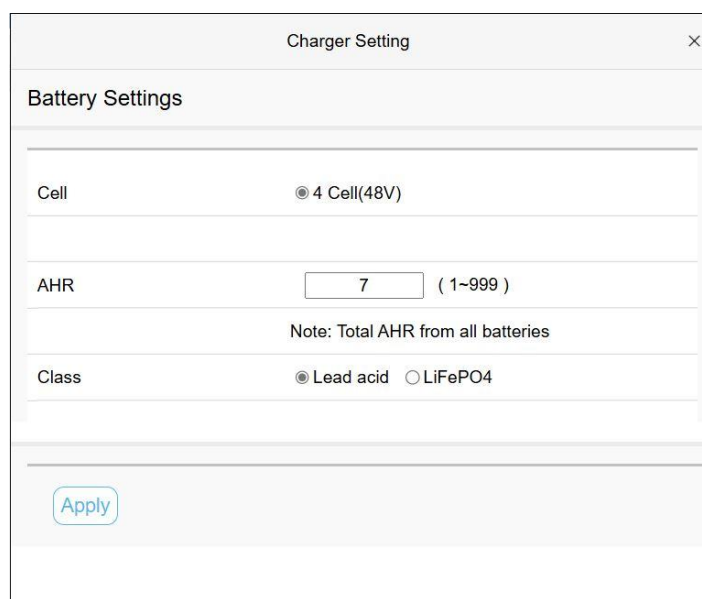 Charger Setting ×
Battery Settings
Cell 4 Cell(48V)
AHR 7 ( 1~999 )
Note: Total AHR from all batteries
Class Lead acid LiFePO4
Apply